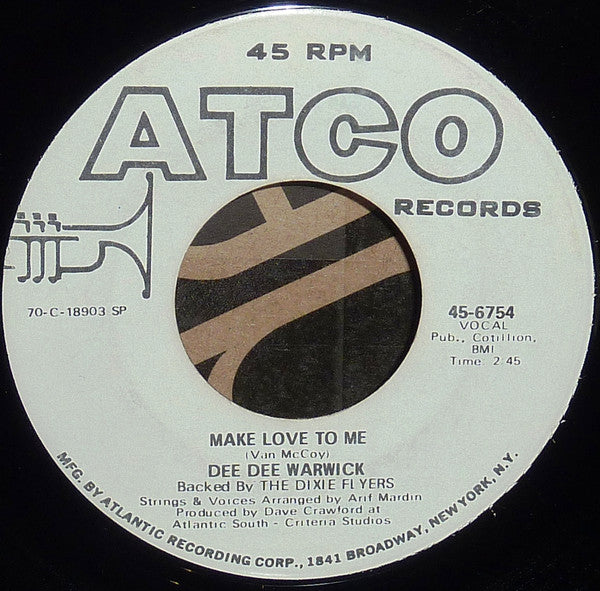 45 RPM
ATCO
RECORDS
70-C-18903 SP
45-6754
VOCAL
Pub., Cotillion,
BMI
Time: 2:45
MAKE LOVE TO ME
(Van McCoy)
DEE DEE WARWICK
Backed By THE DIXIE FLYERS
Strings & Voices Arranged by Arif Mardin
Produced by Dave Crawford at
Atlantic South - Criteria Studios
MFG. BY ATLANTIC RECORDING CORP., 1841 BROADWAY, NEW YORK, N.Y.